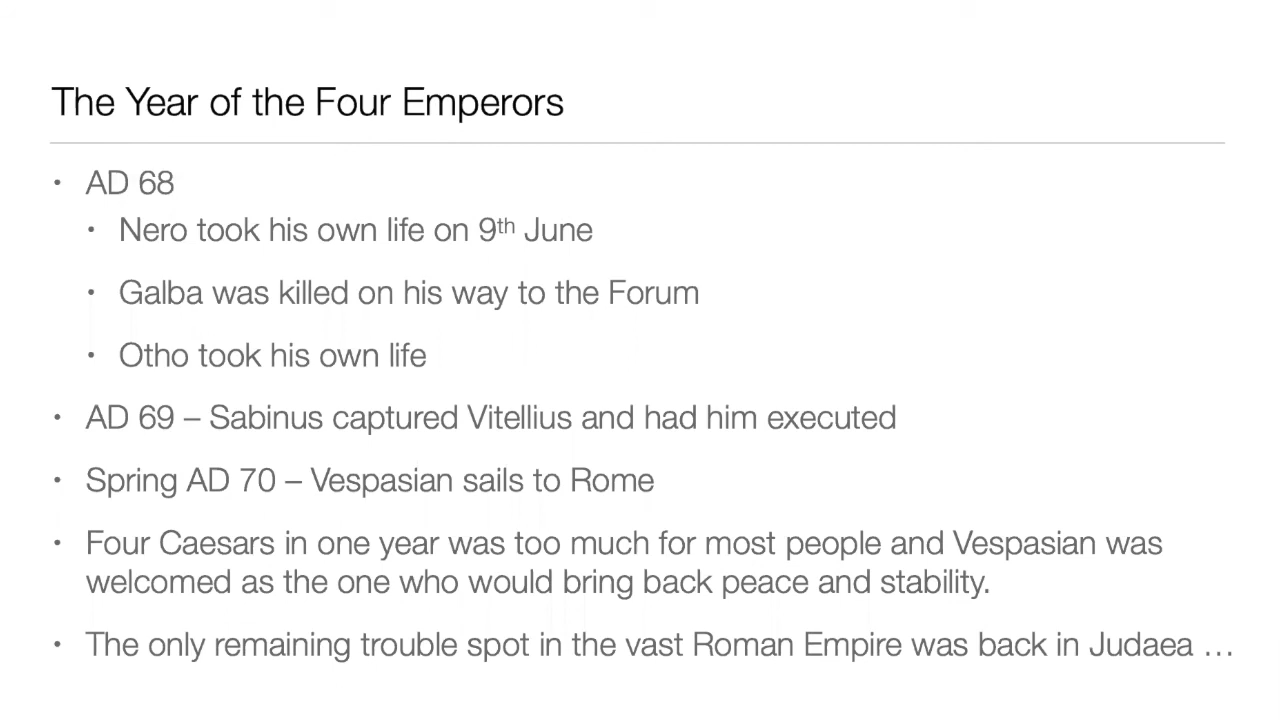 The Year of the Four Emperors
• AD 68
• Nero took his own life on 9th June
• Galba was killed on his way to the Forum
• Otho took his own life
• AD 69 – Sabinus captured Vitellius and had him executed
• Spring AD 70 – Vespasian sails to Rome
• Four Caesars in one year was too much for most people and Vespasian was
welcomed as the one who would bring back peace and stability.
• The only remaining trouble spot in the vast Roman Empire was back in Judaea …